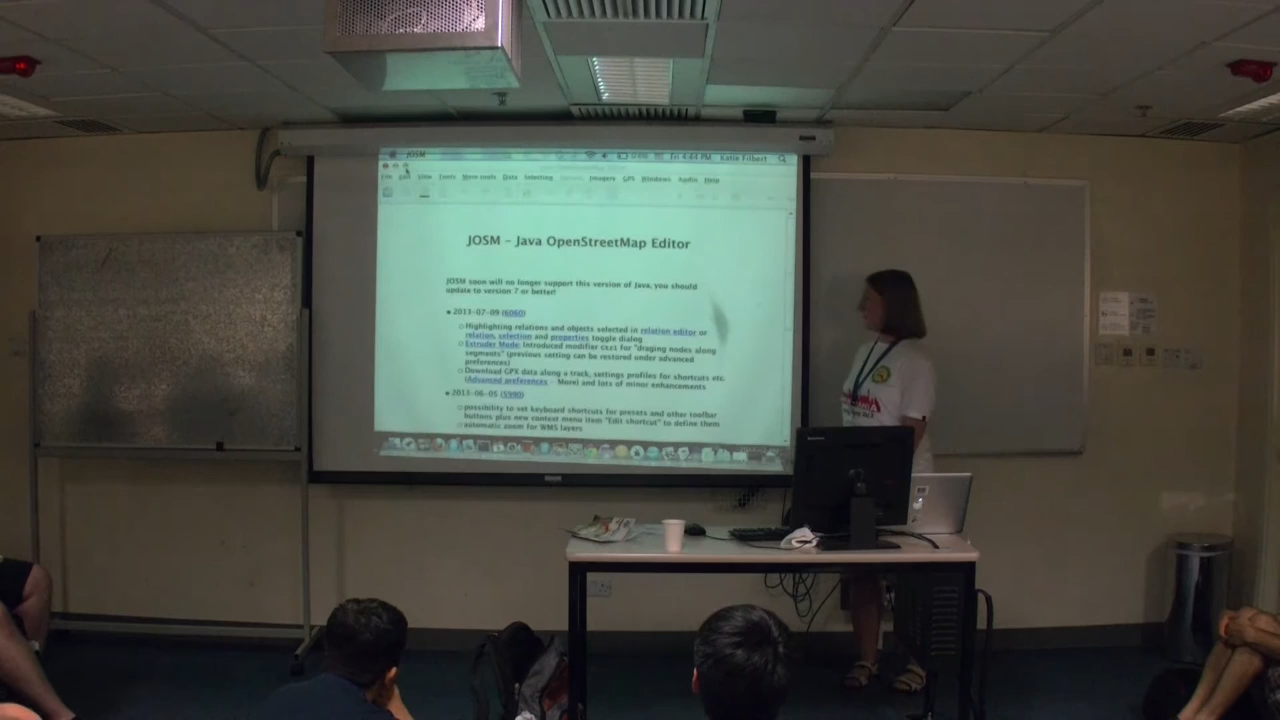 JOSM
Fri 4:44 PM Katie Filbert
File Edit View Tools More tools Data Selecting Imagery GPS Windows Audio Help
JOSM – Java OpenStreetMap Editor
JOSM soon will no longer support this version of Java, you should
update to version 7 or better!
2013-07-09 (6060)
Highlighting relations and objects selected in relation editor or
relation, selection and properties toggle dialog
Extruder Mode: Introduced modifier Ctrl for "draging nodes along
segments" (previous setting can be restored under advanced
preferences)
Download GPX data along a track, settings profiles for shortcuts etc.
(Advanced preferences - More) and lots of minor enhancements
2013-06-05 (5990)
possibility to set keyboard shortcuts for presets and other toolbar
buttons plus new context menu item "Edit shortcut" to define them
automatic zoom for WMS layers